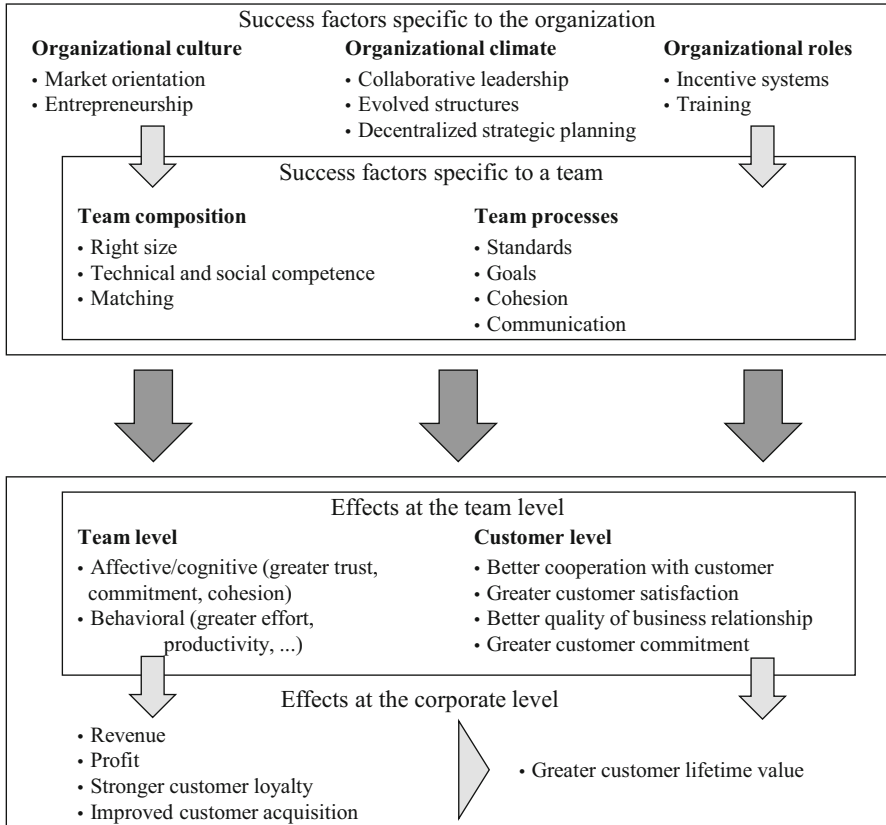 Success factors specific to the organization
Organizational culture
• Market orientation
• Entrepreneurship
Organizational climate
• Collaborative leadership
• Evolved structures
• Decentralized strategic planning
Organizational roles
• Incentive systems
• Training
Success factors specific to a team
Team composition
• Right size
• Technical and social competence
• Matching
Team processes
• Standards
• Goals
• Cohesion
• Communication
Effects at the team level
Team level
• Affective/cognitive (greater trust,
commitment, cohesion)
• Behavioral (greater effort,
productivity, ...)
Customer level
• Better cooperation with customer
• Greater customer satisfaction
• Better quality of business relationship
• Greater customer commitment
Effects at the corporate level
• Revenue
• Profit
• Stronger customer loyalty
• Improved customer acquisition
• Greater customer lifetime value